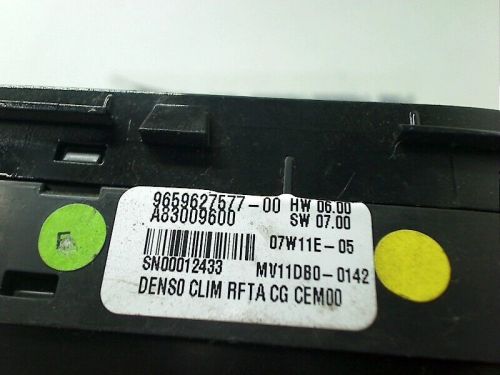 9659627577-00 HW 06.00
A83009600 SW 07.00
07W11E-05
SN00012433 MV11DB0-0142
DENSO CLIM RFTA CG CEM00